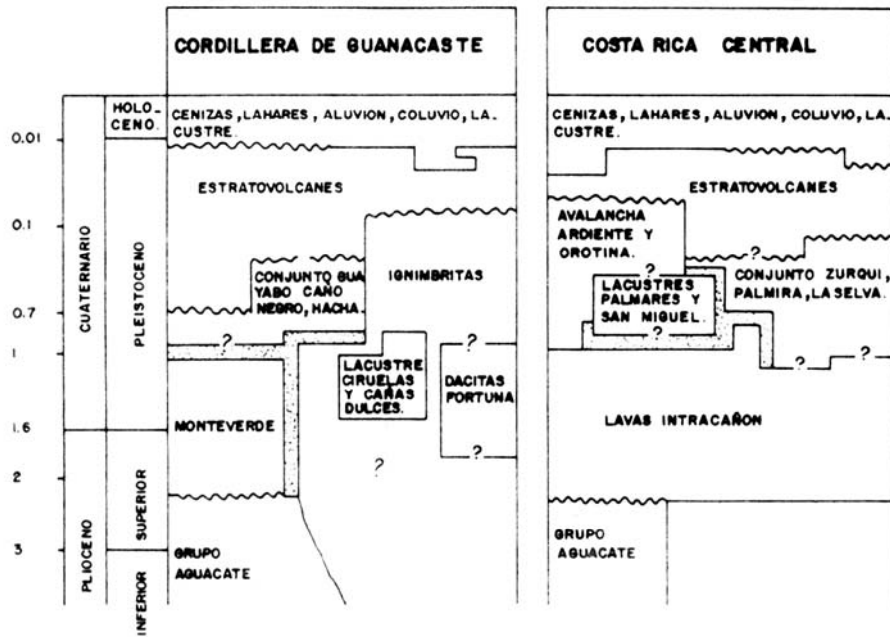 CORDILLERA DE GUANACASTE
COSTA RICA CENTRAL
HOLO-
CENO.
CENIZAS, LAHARES, ALUVION, COLUVIO, LA-
CUSTRE.
CENIZAS, LAHARES, ALUVION, COLUVIO, LA-
CUSTRE.
0.01
0.1
0.7
1
1.6
2
3
CUATERNARIO
PLEISTOCENO
PLIOCENO
SUPERIOR
INFERIOR
ESTRATOVOLCANES
CONJUNTO GUA
YABO CAÑO
NEGRO, HACHA.
IGNIMBRITAS
?
?
LACUSTRE
CIRUELAS
Y CAÑAS
DULCES.
DACITAS
FORTUNA
MONTEVERDE
?
?
GRUPO
AGUACATE
ESTRATOVOLCANES
AVALANCHA
ARDIENTE Y
OROTINA.
?
?
LACUSTRES
PALMARES Y
SAN MIGUEL.
?
CONJUNTO ZURQUI,
PALMIRA, LA SELVA.
?
?
LAVAS INTRACAÑON
GRUPO
AGUACATE